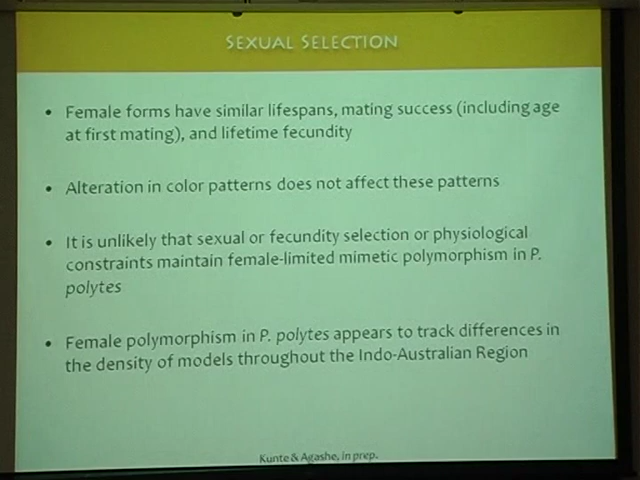 SEXUAL SELECTION
• Female forms have similar lifespans, mating success (including age
at first mating), and lifetime fecundity
• Alteration in color patterns does not affect these patterns
• It is unlikely that sexual or fecundity selection or physiological
constraints maintain female-limited mimetic polymorphism in P.
polytes
• Female polymorphism in P. polytes appears to track differences in
the density of models throughout the Indo-Australian Region
Kunte & Agashe, in prep.